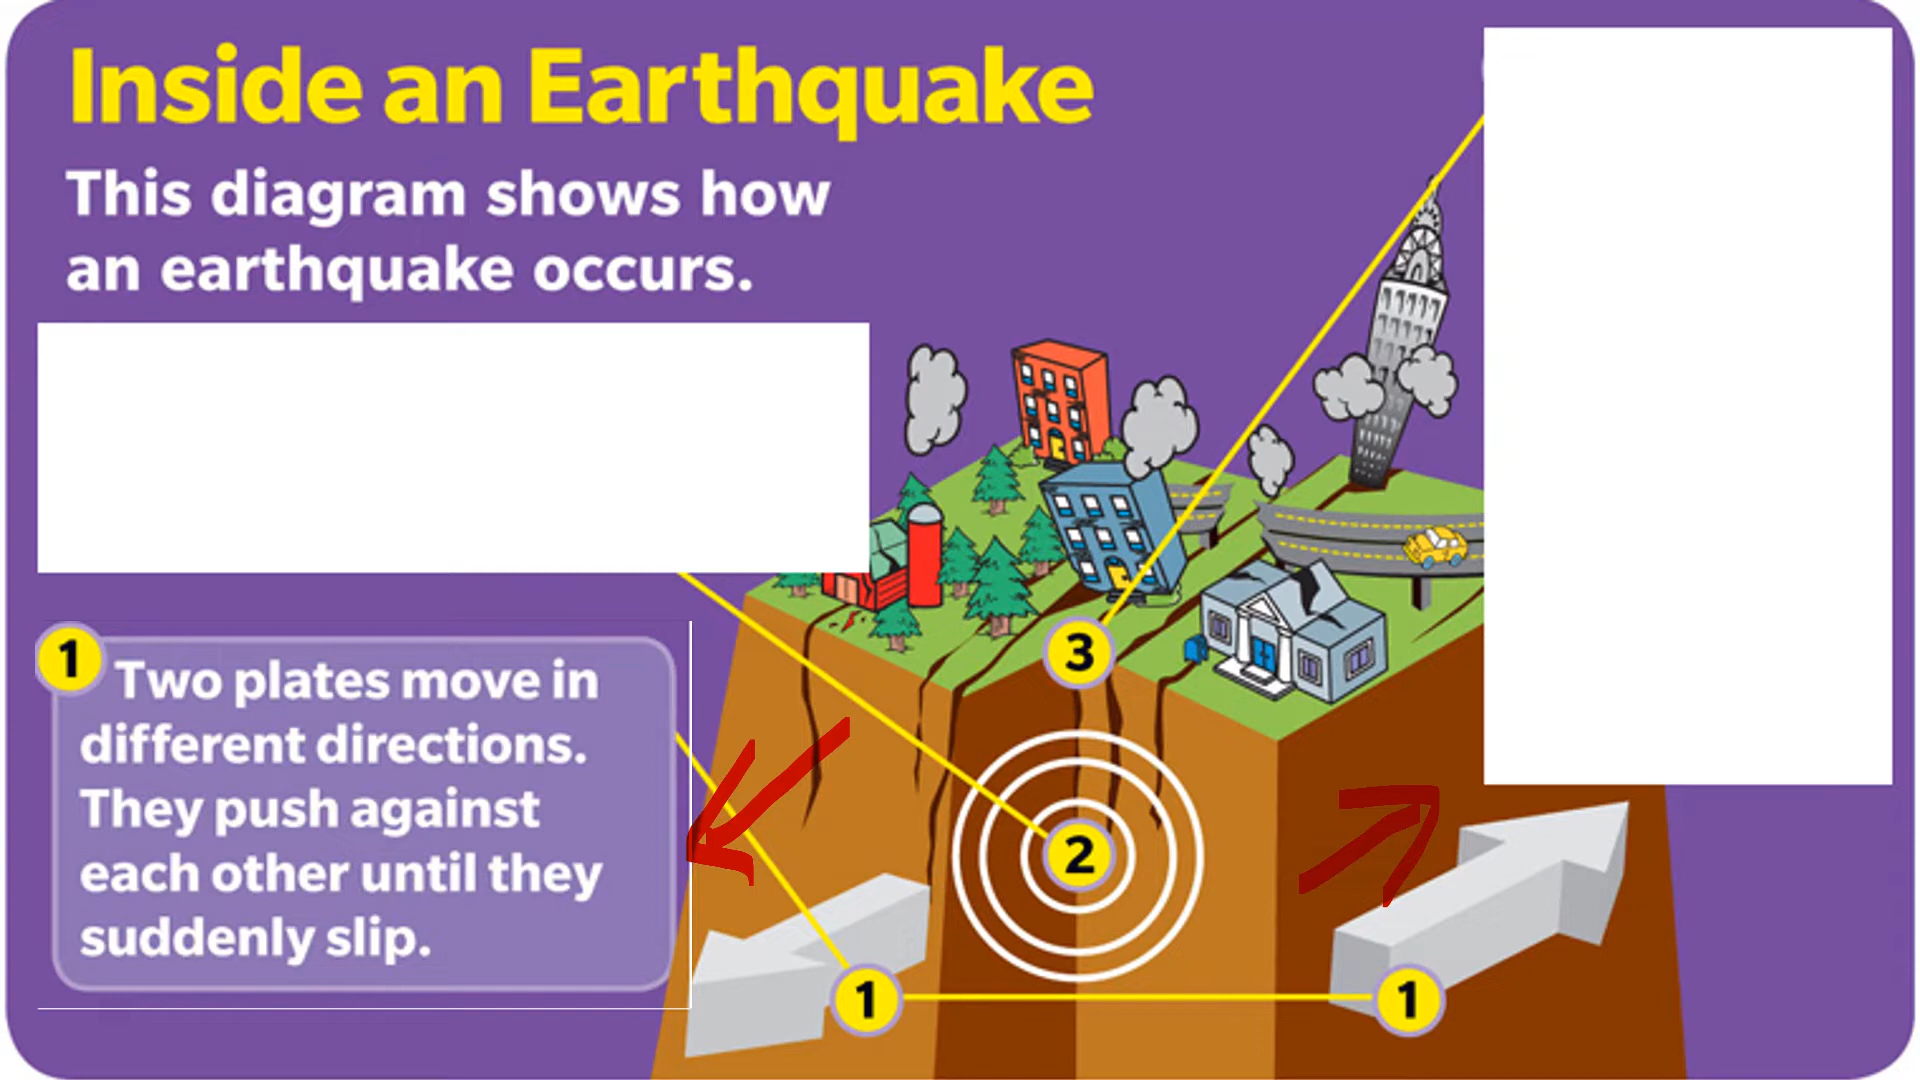 Inside an Earthquake
This diagram shows how
an earthquake occurs.
1 Two plates move in
different directions.
They push against
each other until they
suddenly slip.
3
2
1
1